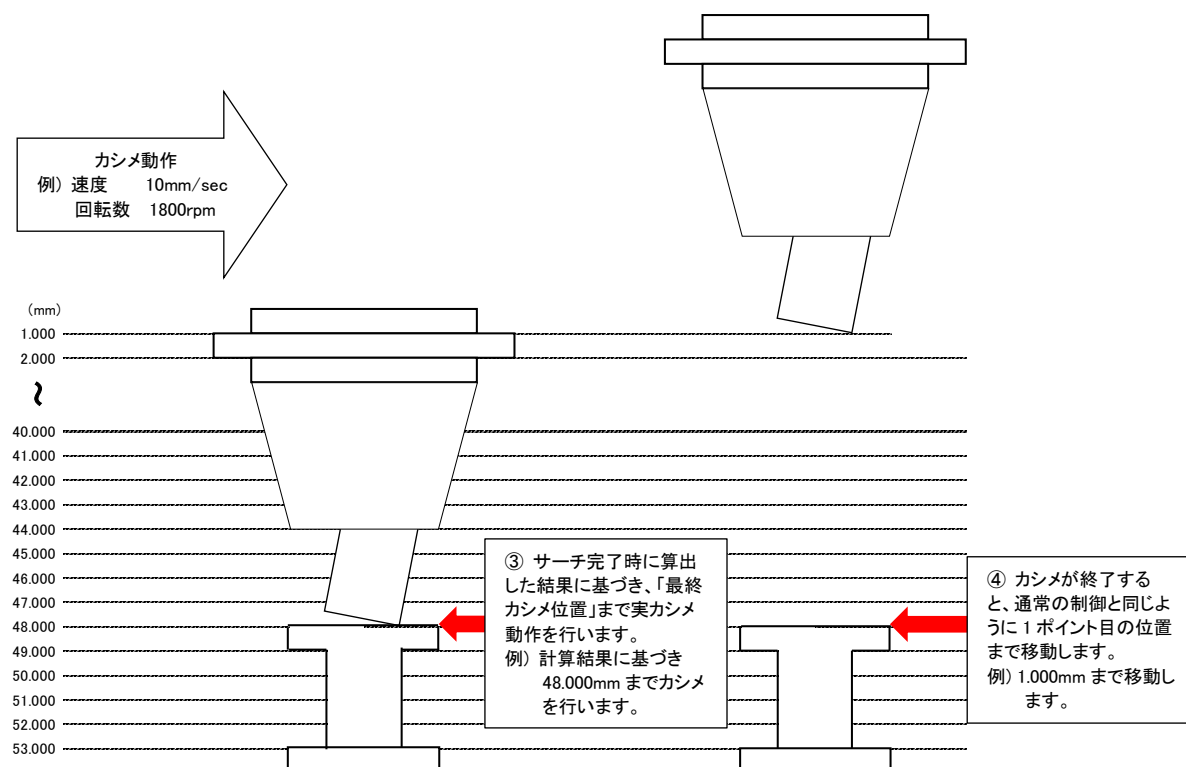 カシメ動作
例) 速度　10mm/sec
回転数　1800rpm
(mm)
1.000
2.000
～
40.000
41.000
42.000
43.000
44.000
45.000
46.000
47.000
48.000
49.000
50.000
51.000
52.000
53.000
③ サーチ完了時に算出
した結果に基づき、「最終
カシメ位置」まで実カシメ
動作を行います。
例) 計算結果に基づき
48.000mm までカシメ
を行います。
④ カシメが終了する
と、通常の制御と同じよ
うに 1 ポイント目の位置
まで移動します。
例) 1.000mm まで移動し
ます。